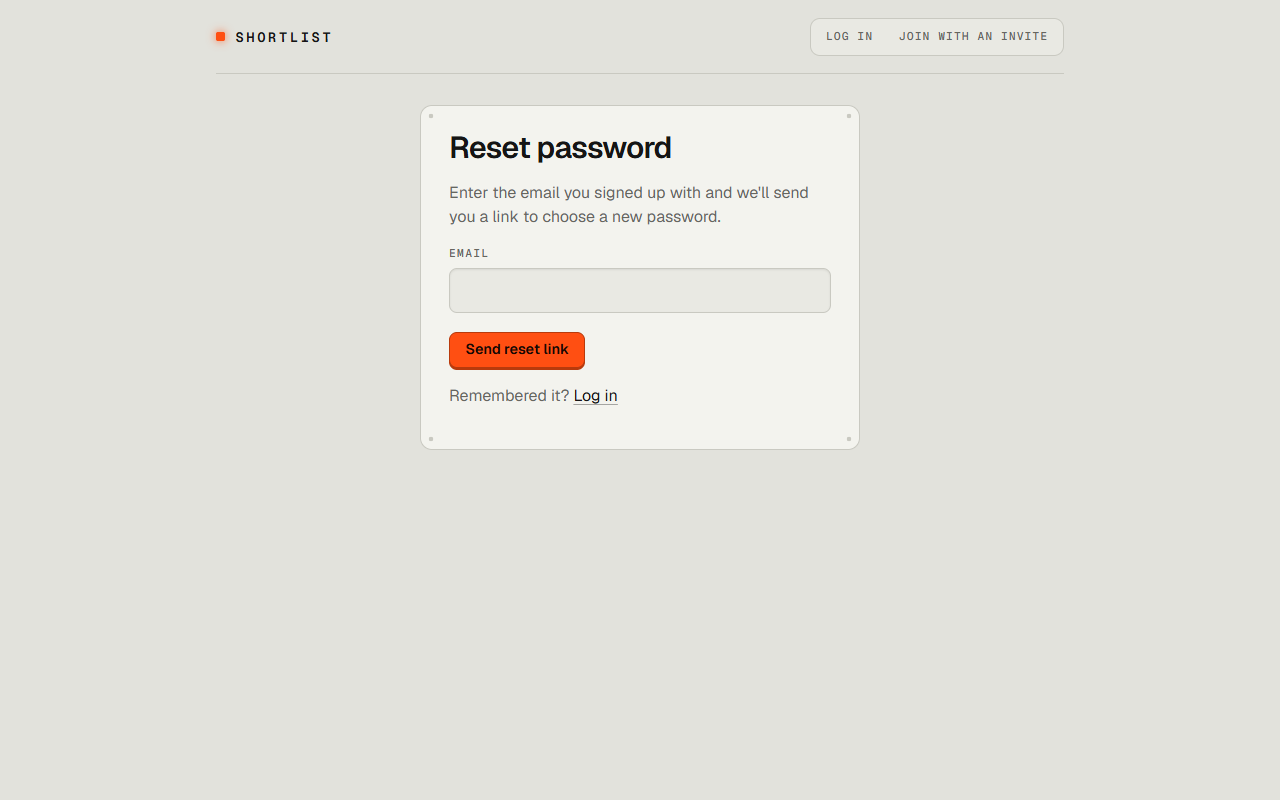 SHORTLIST
LOG IN JOIN WITH AN INVITE
Reset password
Enter the email you signed up with and we'll send
you a link to choose a new password.
EMAIL
Send reset link
Remembered it? Log in